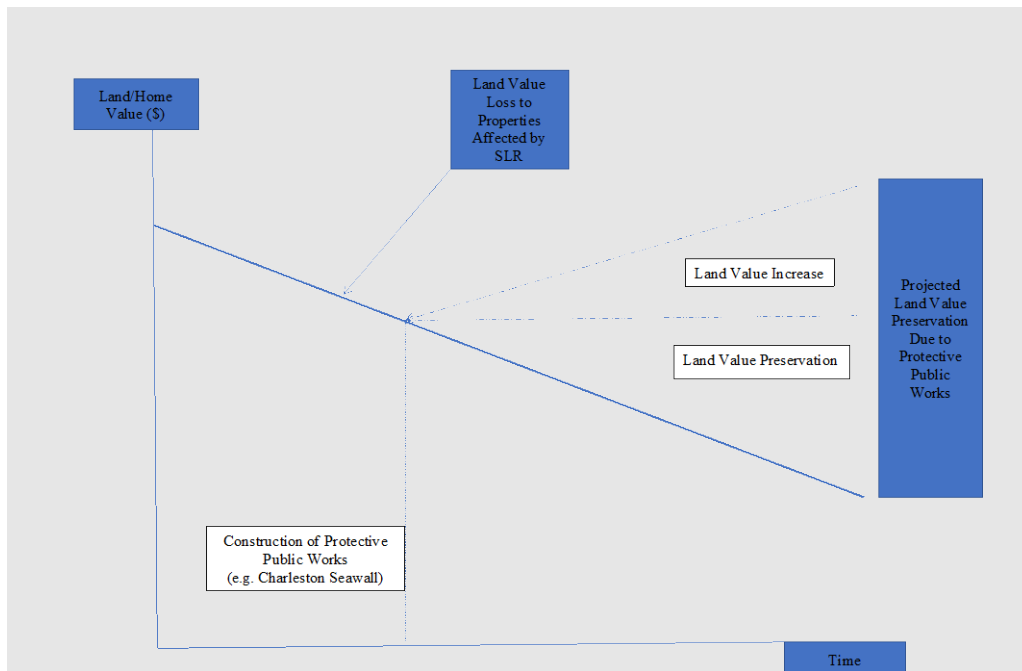 Land/Home
Value ($)
Land Value
Loss to
Properties
Affected by
SLR
Land Value Increase
Land Value Preservation
Projected
Land Value
Preservation
Due to
Protective
Public
Works
Construction of Protective
Public Works
(e.g. Charleston Seawall)
Time